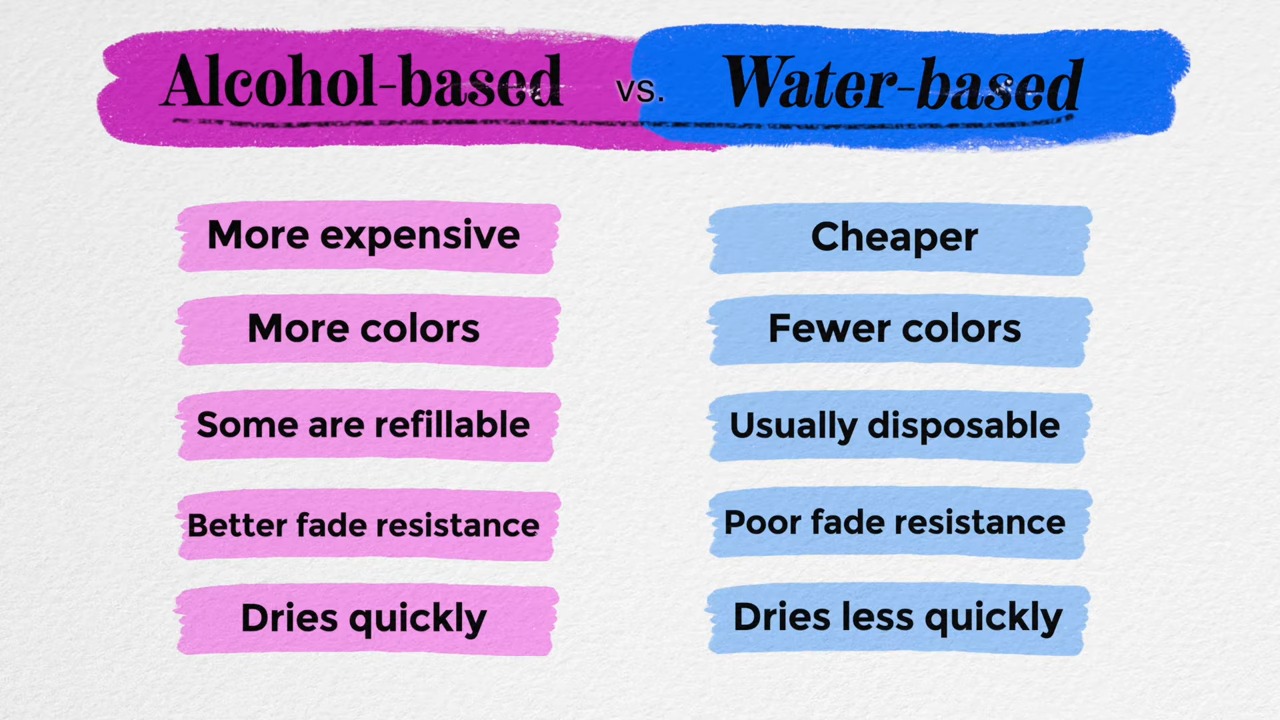 Alcohol-based vs. Water-based
More expensive
Cheaper
More colors
Fewer colors
Some are refillable
Usually disposable
Better fade resistance
Poor fade resistance
Dries quickly
Dries less quickly